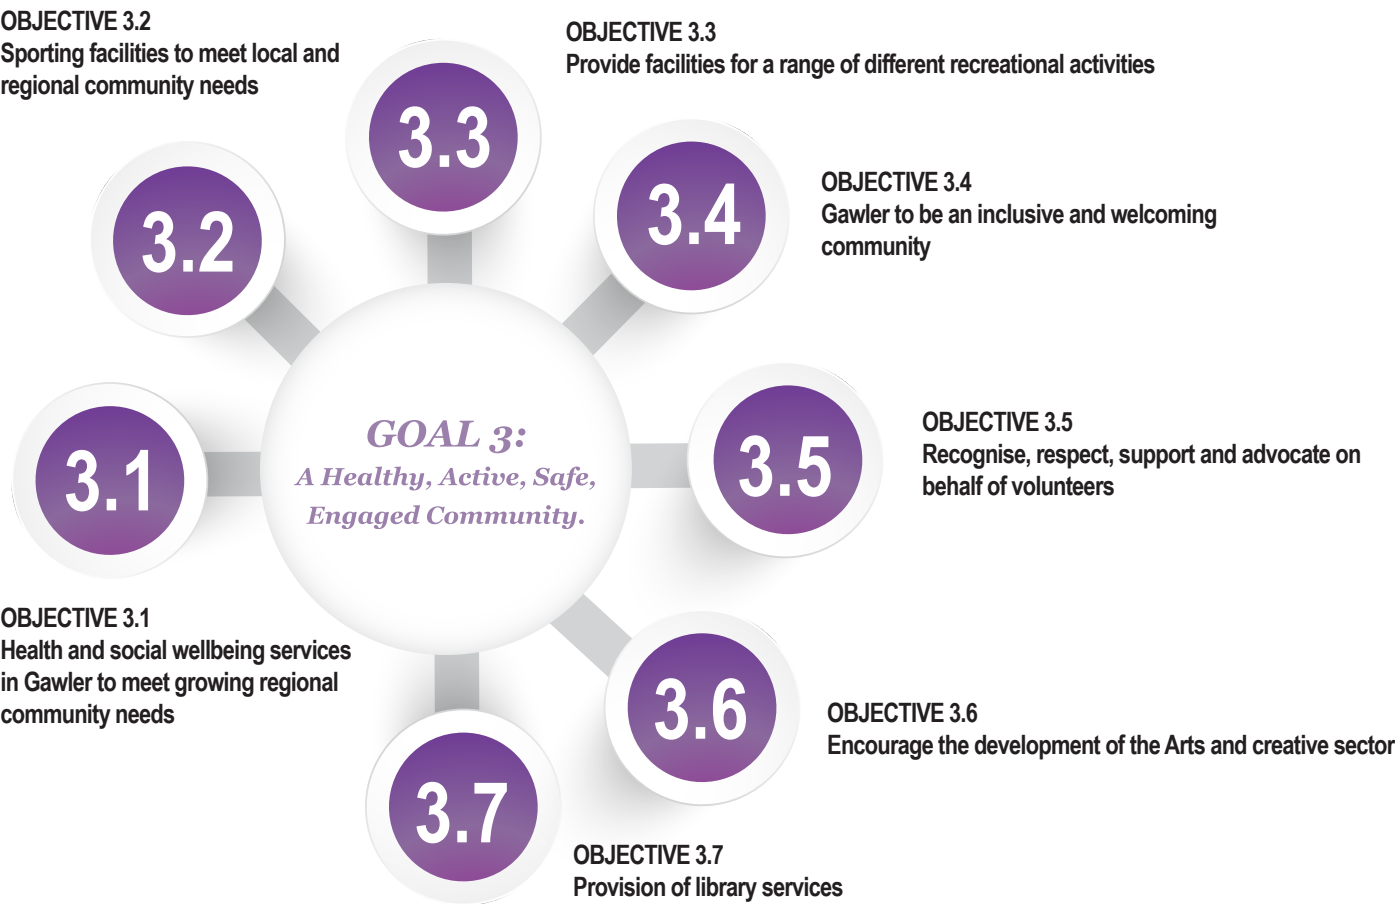 OBJECTIVE 3.2
Sporting facilities to meet local and
regional community needs
OBJECTIVE 3.3
Provide facilities for a range of different recreational activities
3.3
3.2
3.4
OBJECTIVE 3.4
Gawler to be an inclusive and welcoming
community
GOAL 3:
A Healthy, Active, Safe,
Engaged Community.
3.1
3.5
OBJECTIVE 3.5
Recognise, respect, support and advocate on
behalf of volunteers
OBJECTIVE 3.1
Health and social wellbeing services
in Gawler to meet growing regional
community needs
3.6
OBJECTIVE 3.6
Encourage the development of the Arts and creative sector
3.7
OBJECTIVE 3.7
Provision of library services